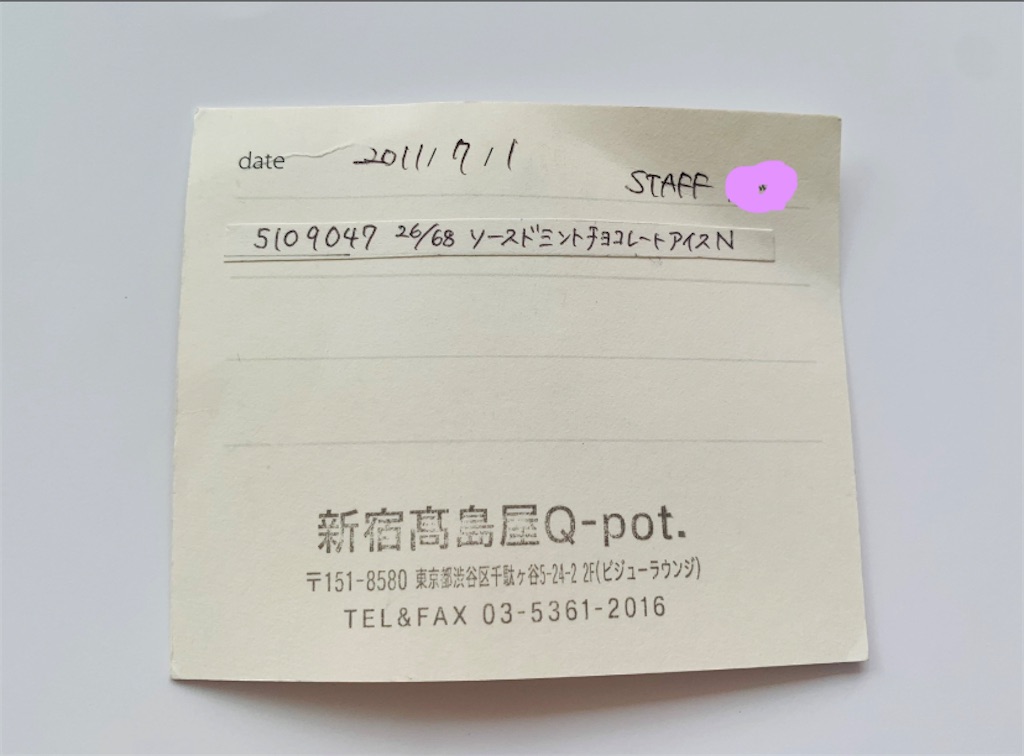 date 2011 / 7 / 1
STAFF
5109047 26/68 ソースドミントチョコレートアイスN
新宿髙島屋Q-pot.
〒151-8580 東京都渋谷区千駄ヶ谷5-24-2 2F(ビジューラウンジ)
TEL&FAX 03-5361-2016